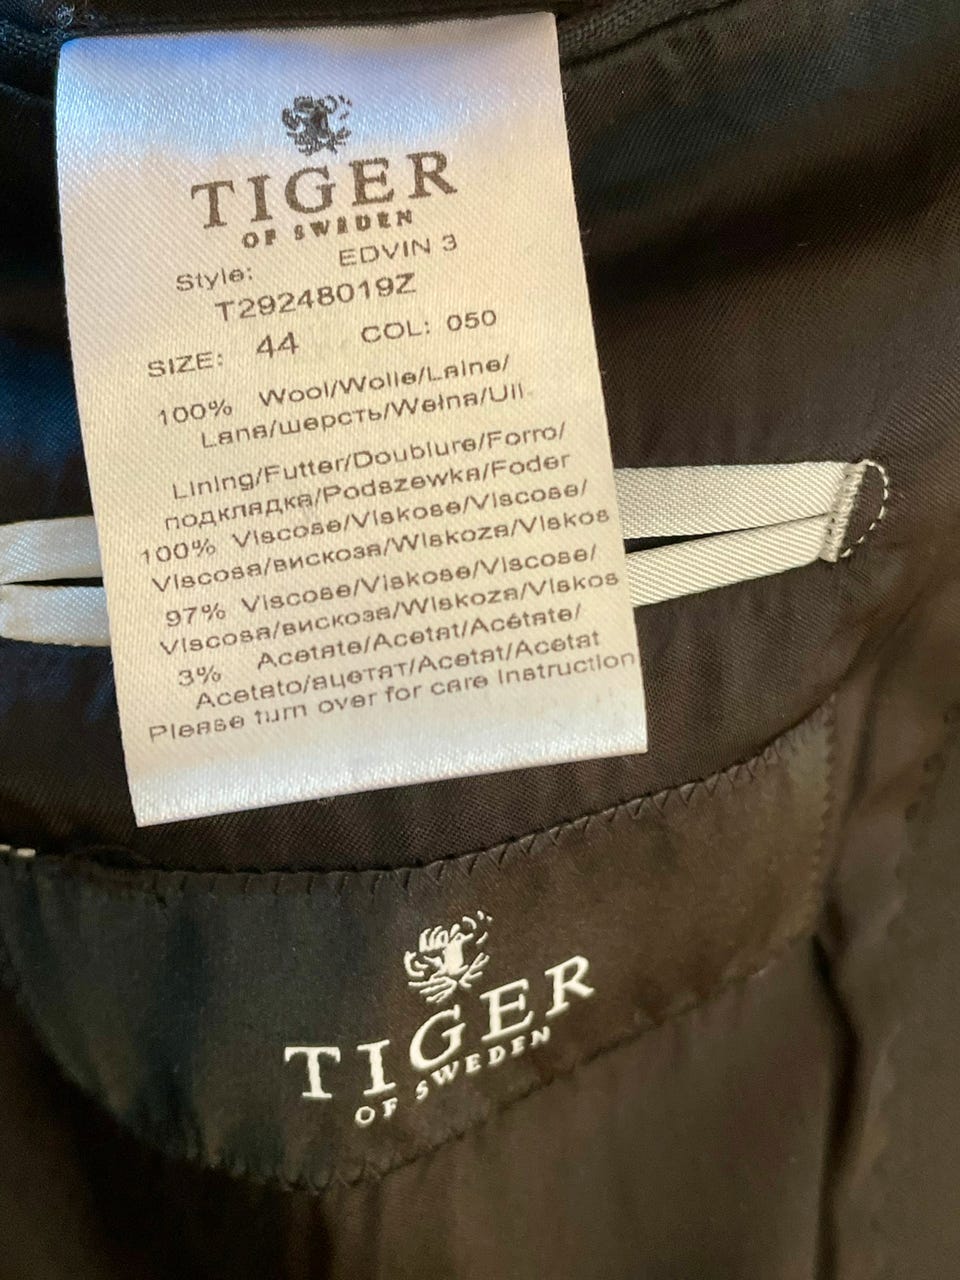 TIGER
OF SWEDEN
Style: EDVIN 3
T29248019Z
SIZE: 44 COL: 050
100% Wool/Wolle/Laine/
Lana/шерсть/Wełna/Ull
Lining/Futter/Doublure/Forro/
подкладка/Podszewka/Foder
100% Viscose/Viskose/Viscose/
Viscosa/вискоза/Wiskoza/Viskos
97% Viscose/Viskose/Viscose/
Viscosa/вискоза/Wiskoza/Viskos
3% Acetate/Acetat/Acétate/
Acetato/ацетат/Acetat/Acetat
Please turn over for care instruction
TIGER
OF SWEDEN